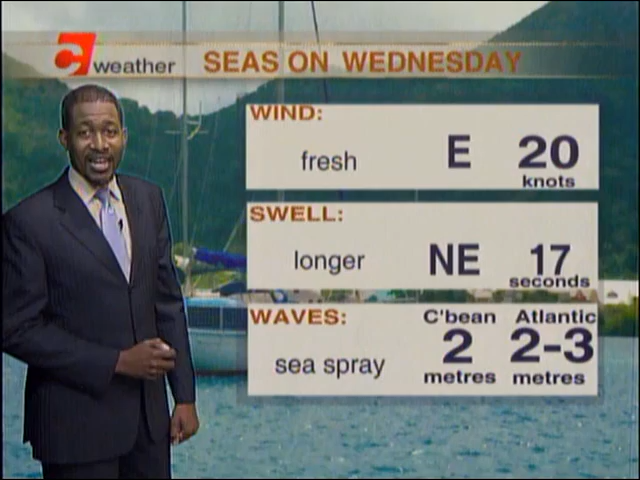 weather SEAS ON WEDNESDAY
WIND:
fresh E 20
knots
SWELL:
longer NE 17
seconds
WAVES: C'bean Atlantic
sea spray 2 2-3
metres metres